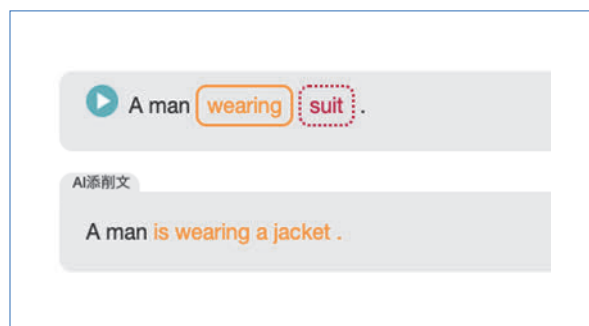 A man wearing suit .
AI添削文
A man is wearing a jacket .